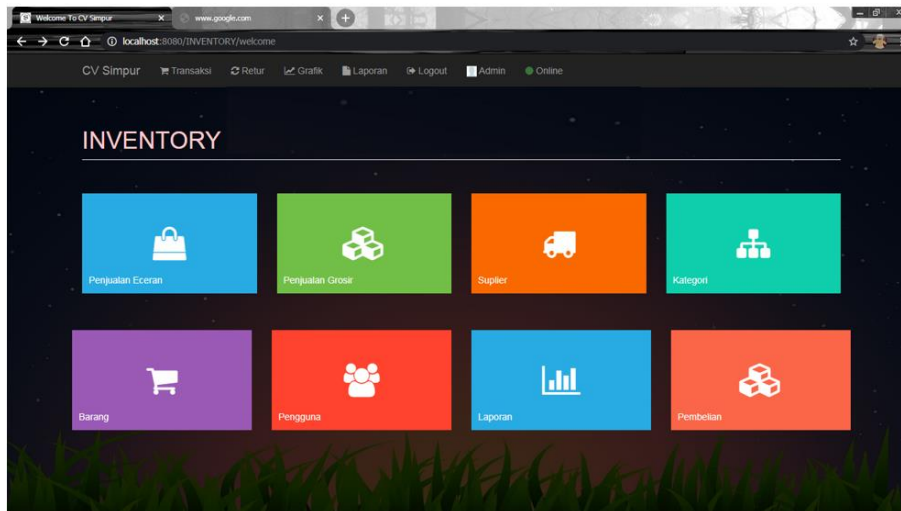 Welcome To CV Simpur
www.google.com
localhost:8080/INVENTORY/welcome
CV Simpur Transaksi Retur Grafik Laporan Logout Admin Online
INVENTORY
Penjualan Eceran Penjualan Grosir Suplier Kategori
Barang Pengguna Laporan Pembelian